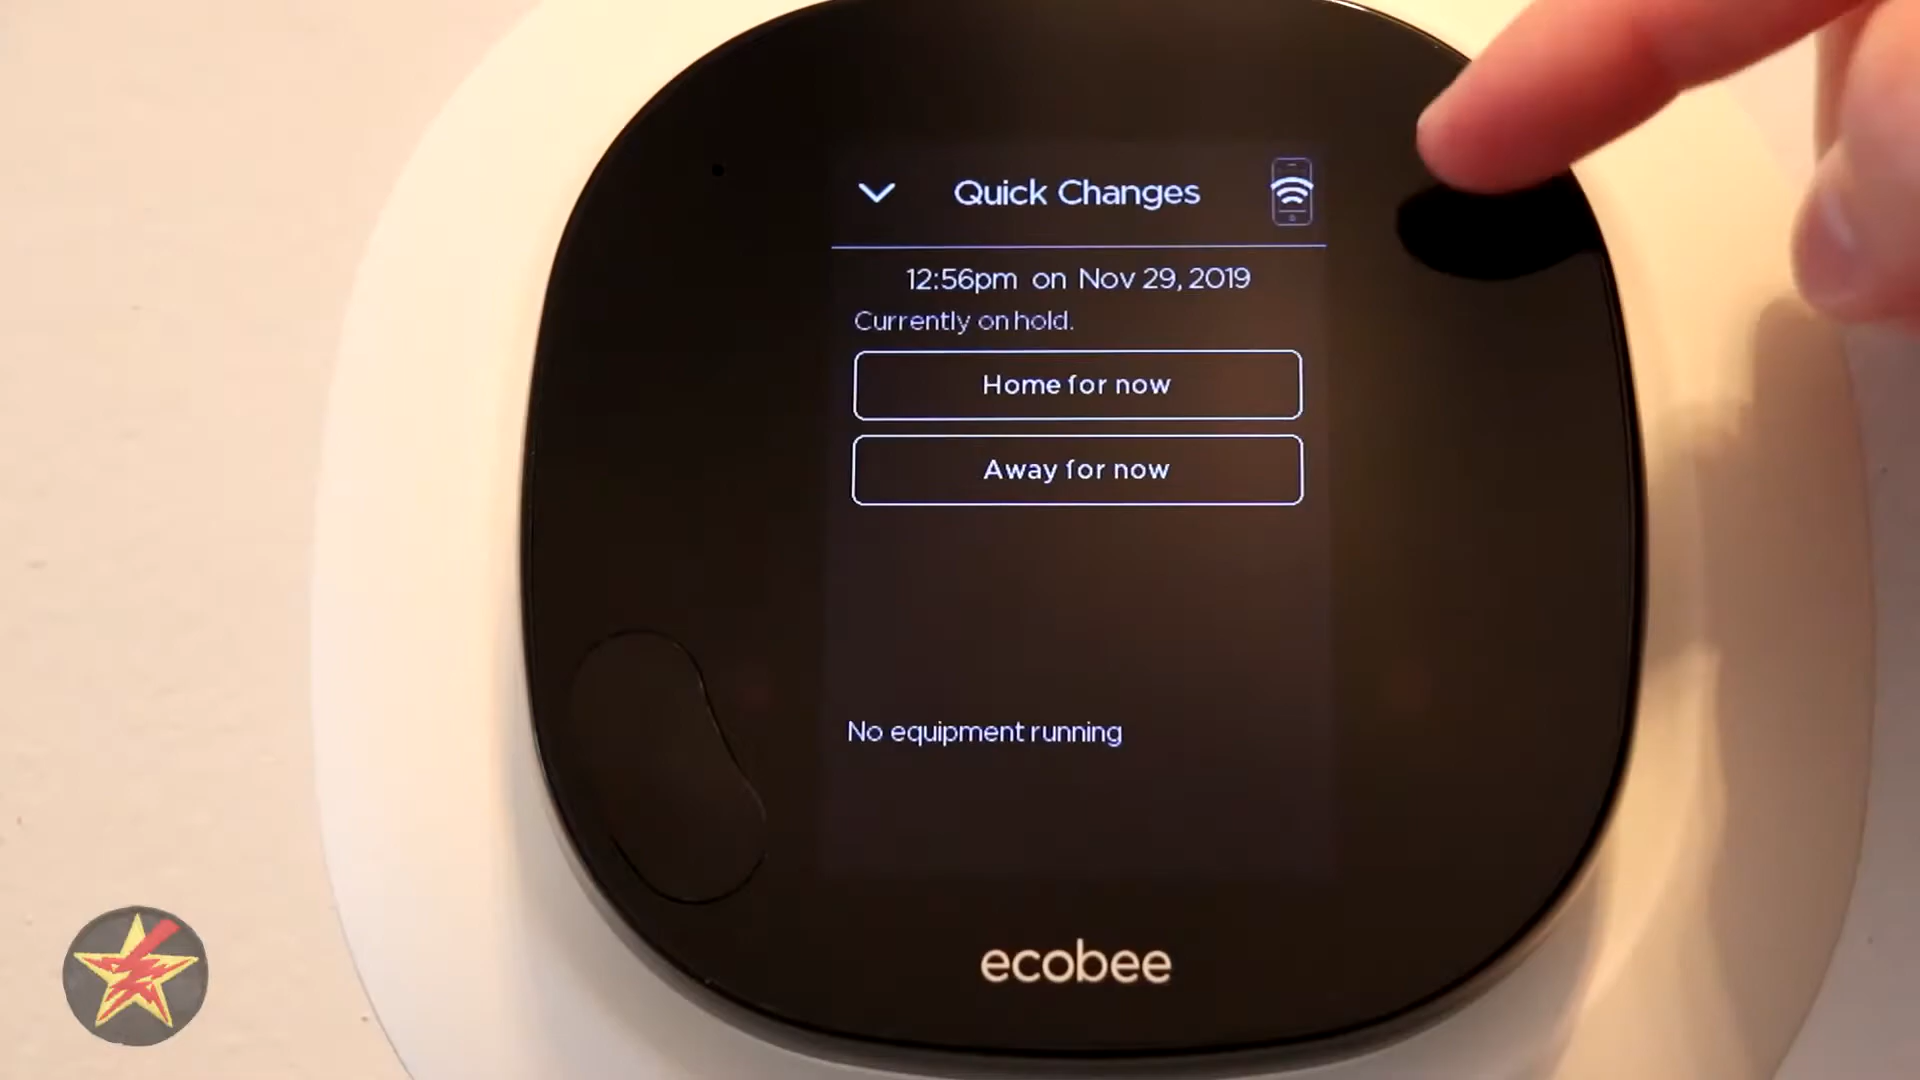 Quick Changes
12:56pm on Nov 29, 2019
Currently on hold.
Home for now
Away for now
No equipment running
ecobee